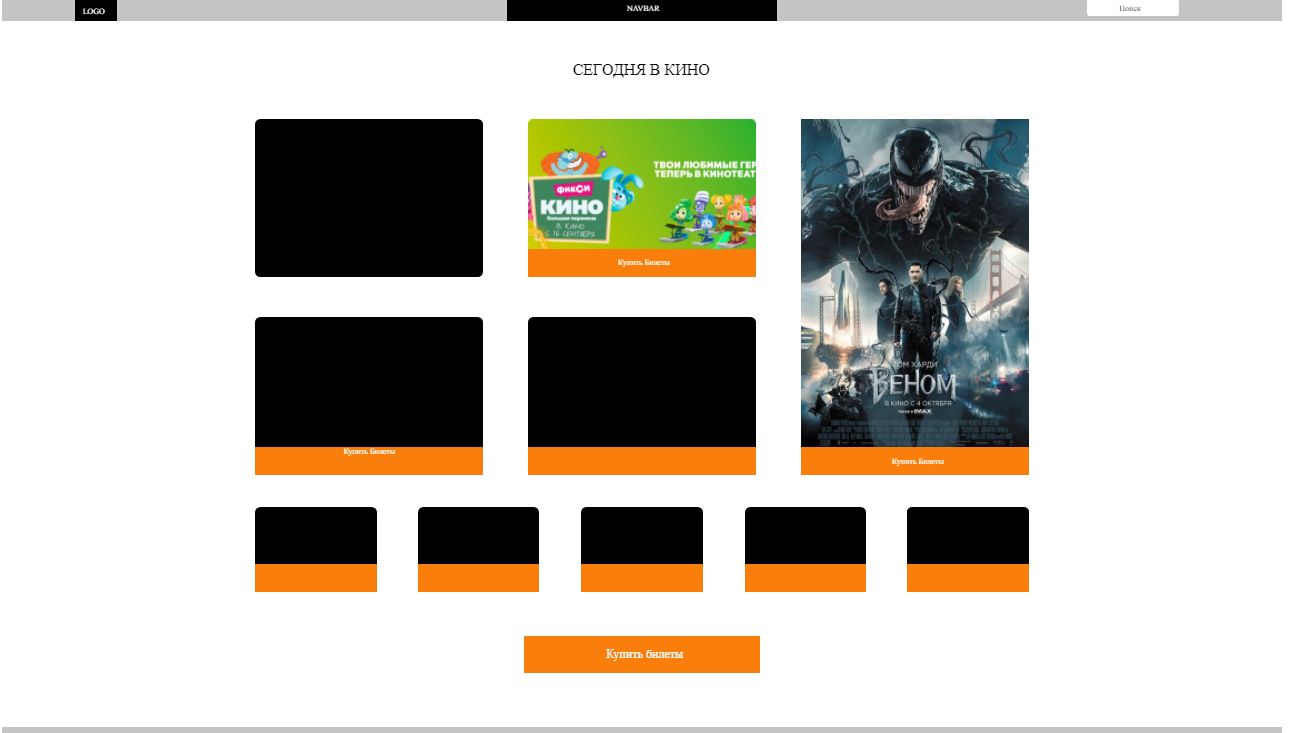 LOGO
NAVBAR
Поиск
СЕГОДНЯ В КИНО
ТВОИ ЛЮБИМЫЕ ГЕР
ТЕПЕРЬ В КИНОТЕАТ
ФИКСИ
КИНО
большая перемена
В КИНО
С 16 СЕНТЯБРЯ
Купить Билеты
ТОМ ХАРДИ
ВЕНОМ
В КИНО С 4 ОКТЯБРЯ
IMAX
Купить Билеты
Купить Билеты
Купить билеты